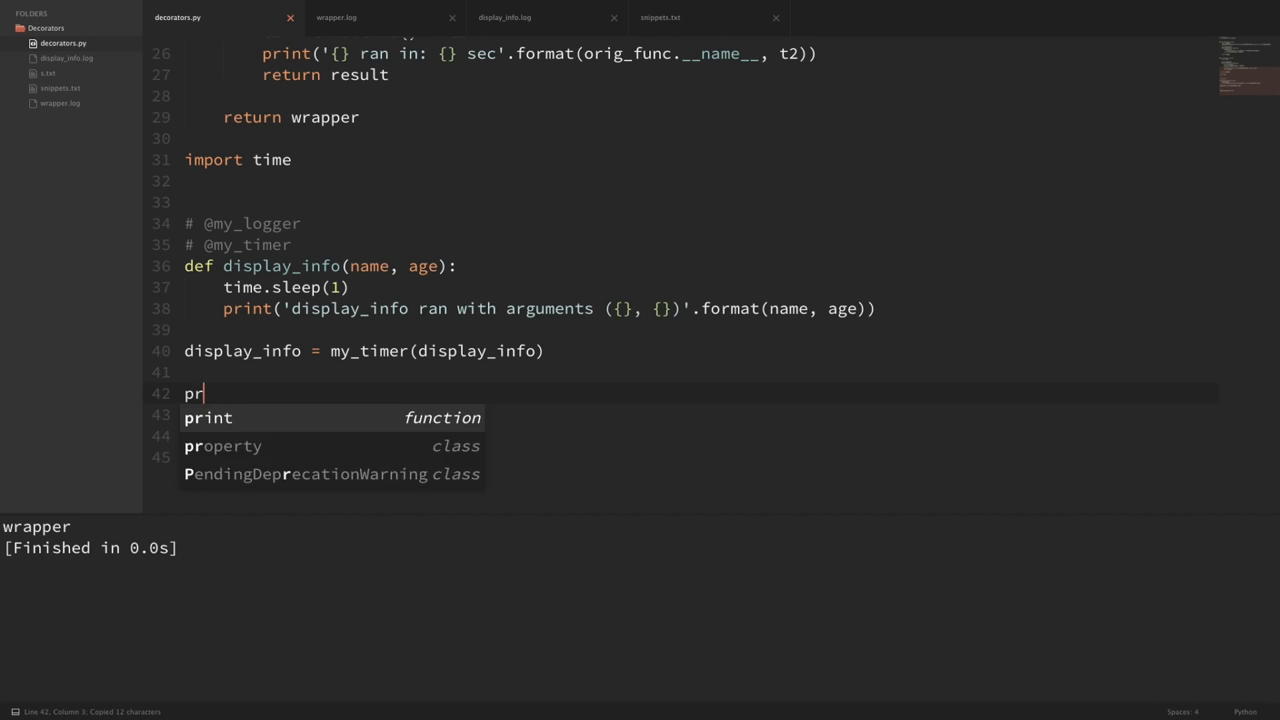 decorators.py
wrapper.log
display_info.log
snippets.txt
FOLDERS
Decorators
decorators.py
display_info.log
s.txt
snippets.txt
wrapper.log
26 print('{} ran in: {} sec'.format(orig_func.__name__, t2))
27 return result
28
29 return wrapper
30
31 import time
32
33
34 # @my_logger
35 # @my_timer
36 def display_info(name, age):
37 time.sleep(1)
38 print('display_info ran with arguments ({}, {})'.format(name, age))
39
40 display_info = my_timer(display_info)
41
42 pr
43 print function
44 property class
45 PendingDeprecationWarning class
wrapper
[Finished in 0.0s]
Line 42, Column 3; Copied 12 characters
Spaces: 4
Python